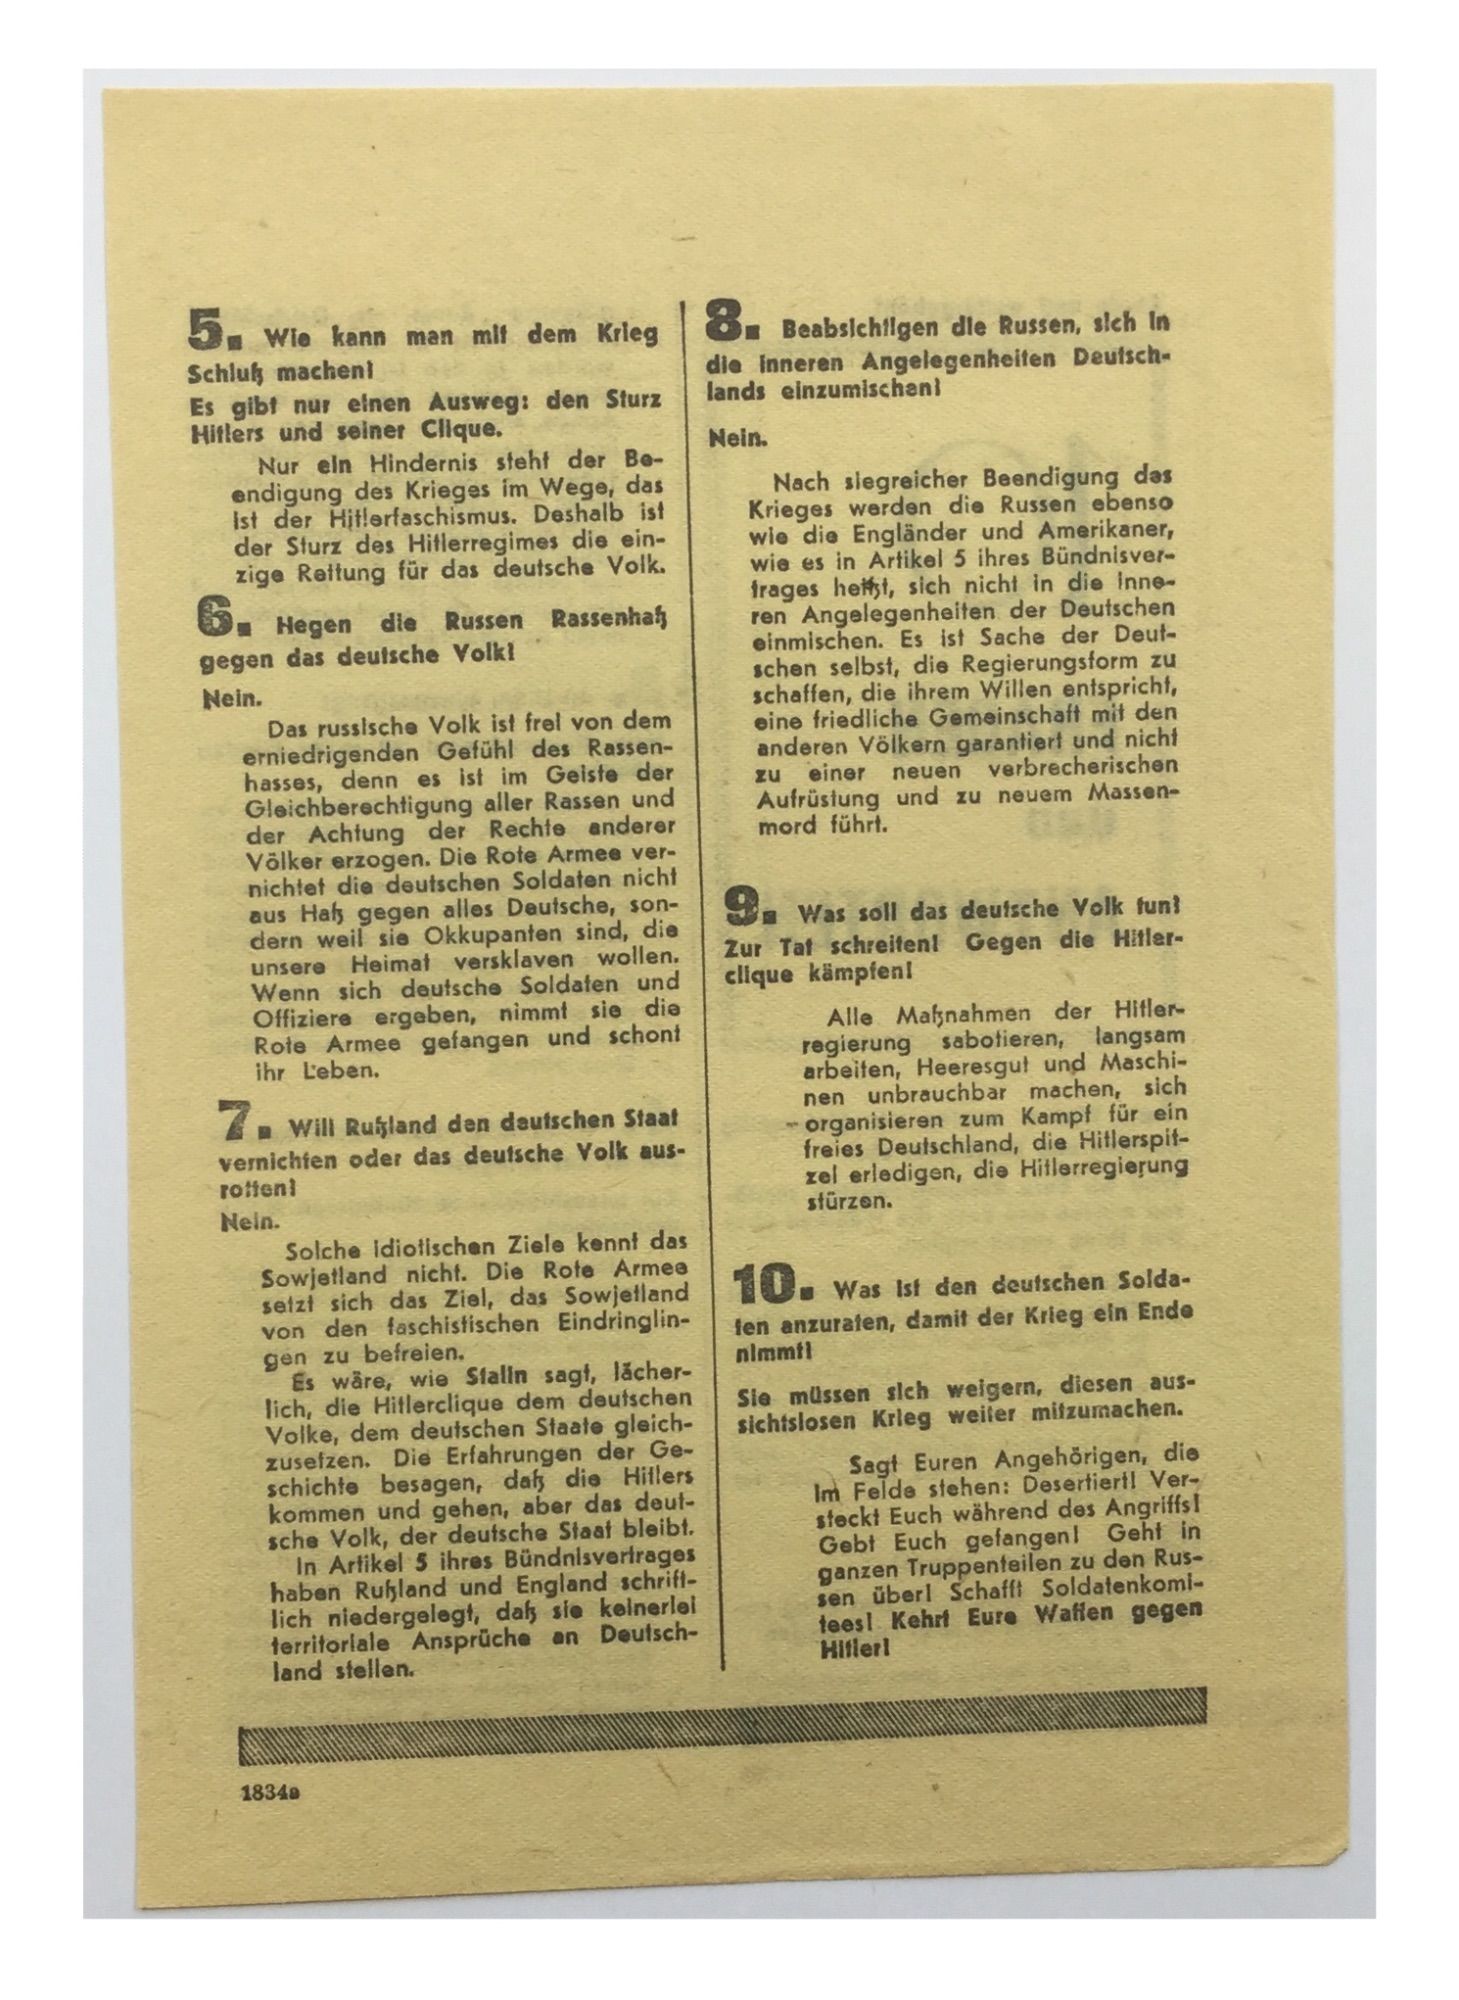 5. Wie kann man mit dem Krieg
Schluß machen?
Es gibt nur einen Ausweg: den Sturz
Hitlers und seiner Clique.
Nur ein Hindernis steht der Be-
endigung des Krieges im Wege, das
ist der Hitlerfaschismus. Deshalb ist
der Sturz des Hitlerregimes die ein-
zige Rettung für das deutsche Volk.
6. Hegen die Russen Rassenhaß
gegen das deutsche Volk?
Nein.
Das russische Volk ist frei von dem
erniedrigenden Gefühl des Rassen-
hasses, denn es ist im Geiste der
Gleichberechtigung aller Rassen und
der Achtung der Rechte anderer
Völker erzogen. Die Rote Armee ver-
nichtet die deutschen Soldaten nicht
aus Haß gegen alles Deutsche, son-
dern weil sie Okkupanten sind, die
unsere Heimat versklaven wollen.
Wenn sich deutsche Soldaten und
Offiziere ergeben, nimmt sie die
Rote Armee gefangen und schont
ihr Leben.
7. Will Rußland den deutschen Staat
vernichten oder das deutsche Volk aus-
rotten?
Nein.
Solche idiotischen Ziele kennt das
Sowjetland nicht. Die Rote Armee
setzt sich das Ziel, das Sowjetland
von den faschistischen Eindringlin-
gen zu befreien.
Es wäre, wie Stalin sagt, lächer-
lich, die Hitlerclique dem deutschen
Volke, dem deutschen Staate gleich-
zusetzen. Die Erfahrungen der Ge-
schichte besagen, daß die Hitlers
kommen und gehen, aber das deut-
sche Volk, der deutsche Staat bleibt.
In Artikel 5 ihres Bündnisvertrages
haben Rußland und England schrift-
lich niedergelegt, daß sie keinerlei
territoriale Ansprüche an Deutsch-
land stellen.
8. Beabsichtigen die Russen, sich in
die inneren Angelegenheiten Deutsch-
lands einzumischen?
Nein.
Nach siegreicher Beendigung des
Krieges werden die Russen ebenso
wie die Engländer und Amerikaner,
wie es in Artikel 5 ihres Bündnisver-
trages heißt, sich nicht in die inne-
ren Angelegenheiten der Deutschen
einmischen. Es ist Sache der Deut-
schen selbst, die Regierungsform zu
schaffen, die ihrem Willen entspricht,
eine friedliche Gemeinschaft mit den
anderen Völkern garantiert und nicht
zu einer neuen verbrecherischen
Aufrüstung und zu neuem Massen-
mord führt.
9. Was soll das deutsche Volk tun?
Zur Tat schreiten! Gegen die Hitler-
clique kämpfen!
Alle Maßnahmen der Hitler-
regierung sabotieren, langsam
arbeiten, Heeresgut und Maschi-
nen unbrauchbar machen, sich
organisieren zum Kampf für ein
freies Deutschland, die Hitlerspit-
zel erledigen, die Hitlerregierung
stürzen.
10. Was ist den deutschen Solda-
ten anzuraten, damit der Krieg ein Ende
nimmt?
Sie müssen sich weigern, diesen aus-
sichtslosen Krieg weiter mitzumachen.
Sagt Euren Angehörigen, die
im Felde stehen: Desertiert! Ver-
steckt Euch während des Angriffs!
Gebt Euch gefangen! Geht in
ganzen Truppenteilen zu den Rus-
sen über! Schafft Soldatenkomi-
tees! Kehrt Eure Waffen gegen
Hitler!
1834a